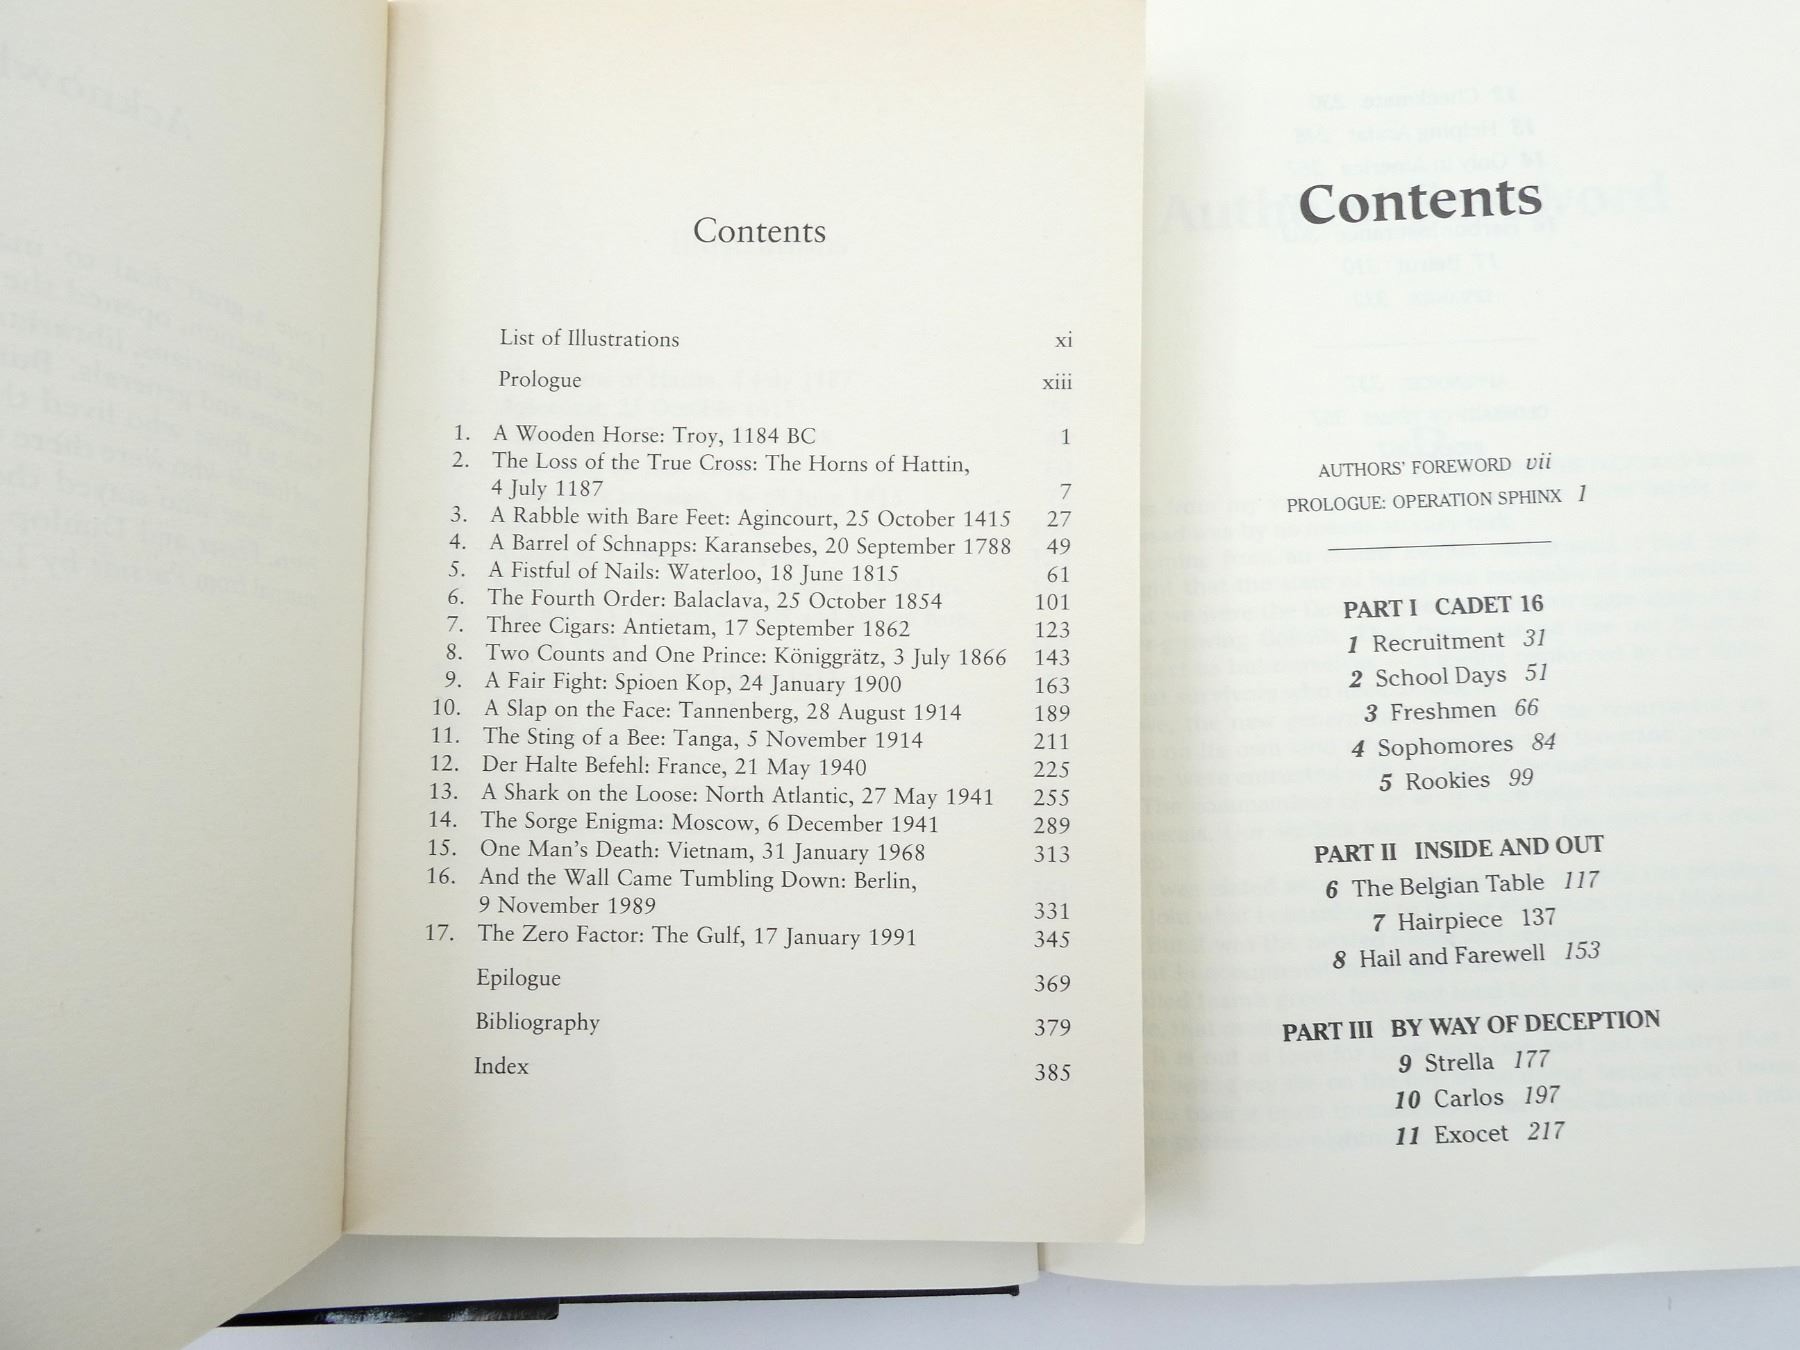 Contents
List of Illustrations xi
Prologue xiii
1. A Wooden Horse: Troy, 1184 BC 1
2. The Loss of the True Cross: The Horns of Hattin,
4 July 1187 7
3. A Rabble with Bare Feet: Agincourt, 25 October 1415 27
4. A Barrel of Schnapps: Karansebes, 20 September 1788 49
5. A Fistful of Nails: Waterloo, 18 June 1815 61
6. The Fourth Order: Balaclava, 25 October 1854 101
7. Three Cigars: Antietam, 17 September 1862 123
8. Two Counts and One Prince: Königgrätz, 3 July 1866 143
9. A Fair Fight: Spioen Kop, 24 January 1900 163
10. A Slap on the Face: Tannenberg, 28 August 1914 189
11. The Sting of a Bee: Tanga, 5 November 1914 211
12. Der Halte Befehl: France, 21 May 1940 225
13. A Shark on the Loose: North Atlantic, 27 May 1941 255
14. The Sorge Enigma: Moscow, 6 December 1941 289
15. One Man's Death: Vietnam, 31 January 1968 313
16. And the Wall Came Tumbling Down: Berlin,
9 November 1989 331
17. The Zero Factor: The Gulf, 17 January 1991 345
Epilogue 369
Bibliography 379
Index 385
Contents
AUTHORS' FOREWORD vii
PROLOGUE: OPERATION SPHINX 1
PART I CADET 16
1 Recruitment 31
2 School Days 51
3 Freshmen 66
4 Sophomores 84
5 Rookies 99
PART II INSIDE AND OUT
6 The Belgian Table 117
7 Hairpiece 137
8 Hail and Farewell 153
PART III BY WAY OF DECEPTION
9 Strella 177
10 Carlos 197
11 Exocet 217